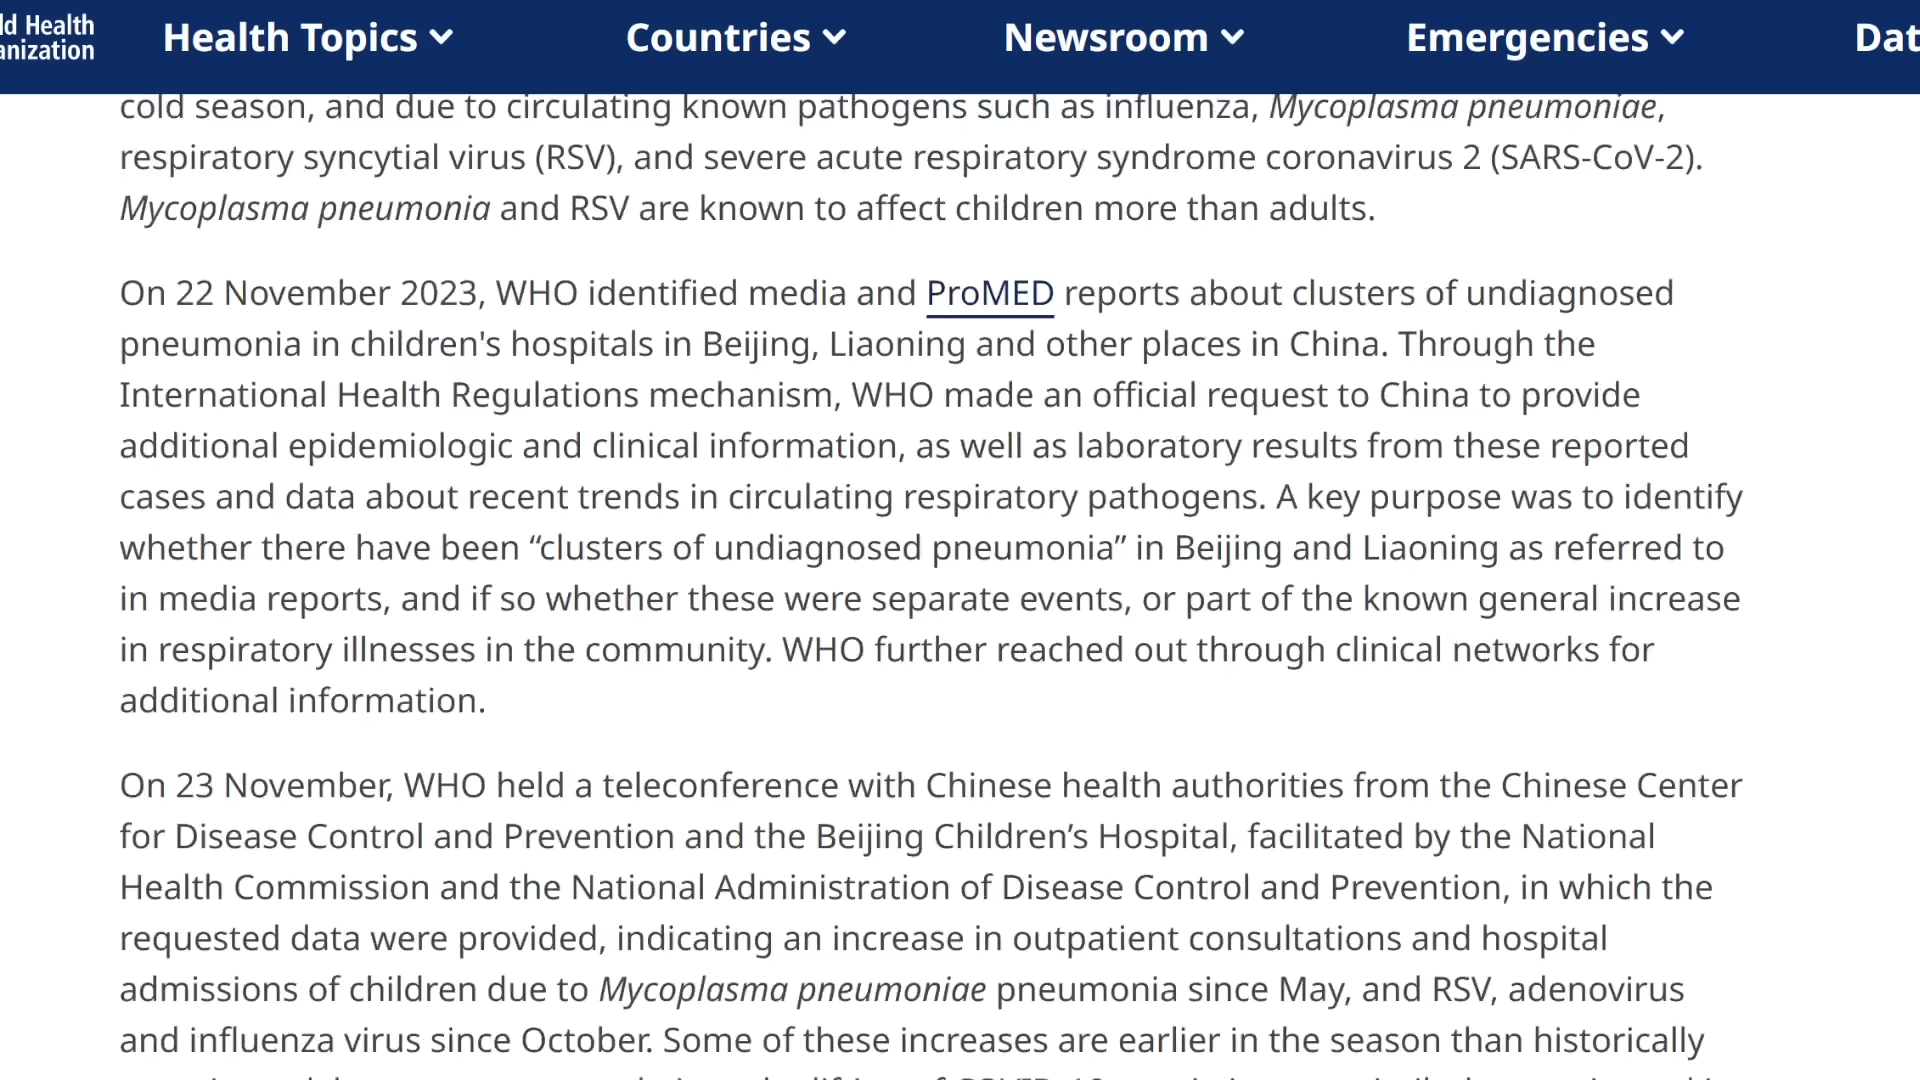 ld Health
anization
Health Topics
Countries
Newsroom
Emergencies
Dat
cold season, and due to circulating known pathogens such as influenza, Mycoplasma pneumoniae,
respiratory syncytial virus (RSV), and severe acute respiratory syndrome coronavirus 2 (SARS-CoV-2).
Mycoplasma pneumonia and RSV are known to affect children more than adults.
On 22 November 2023, WHO identified media and ProMED reports about clusters of undiagnosed
pneumonia in children's hospitals in Beijing, Liaoning and other places in China. Through the
International Health Regulations mechanism, WHO made an official request to China to provide
additional epidemiologic and clinical information, as well as laboratory results from these reported
cases and data about recent trends in circulating respiratory pathogens. A key purpose was to identify
whether there have been “clusters of undiagnosed pneumonia” in Beijing and Liaoning as referred to
in media reports, and if so whether these were separate events, or part of the known general increase
in respiratory illnesses in the community. WHO further reached out through clinical networks for
additional information.
On 23 November, WHO held a teleconference with Chinese health authorities from the Chinese Center
for Disease Control and Prevention and the Beijing Children’s Hospital, facilitated by the National
Health Commission and the National Administration of Disease Control and Prevention, in which the
requested data were provided, indicating an increase in outpatient consultations and hospital
admissions of children due to Mycoplasma pneumoniae pneumonia since May, and RSV, adenovirus
and influenza virus since October. Some of these increases are earlier in the season than historically